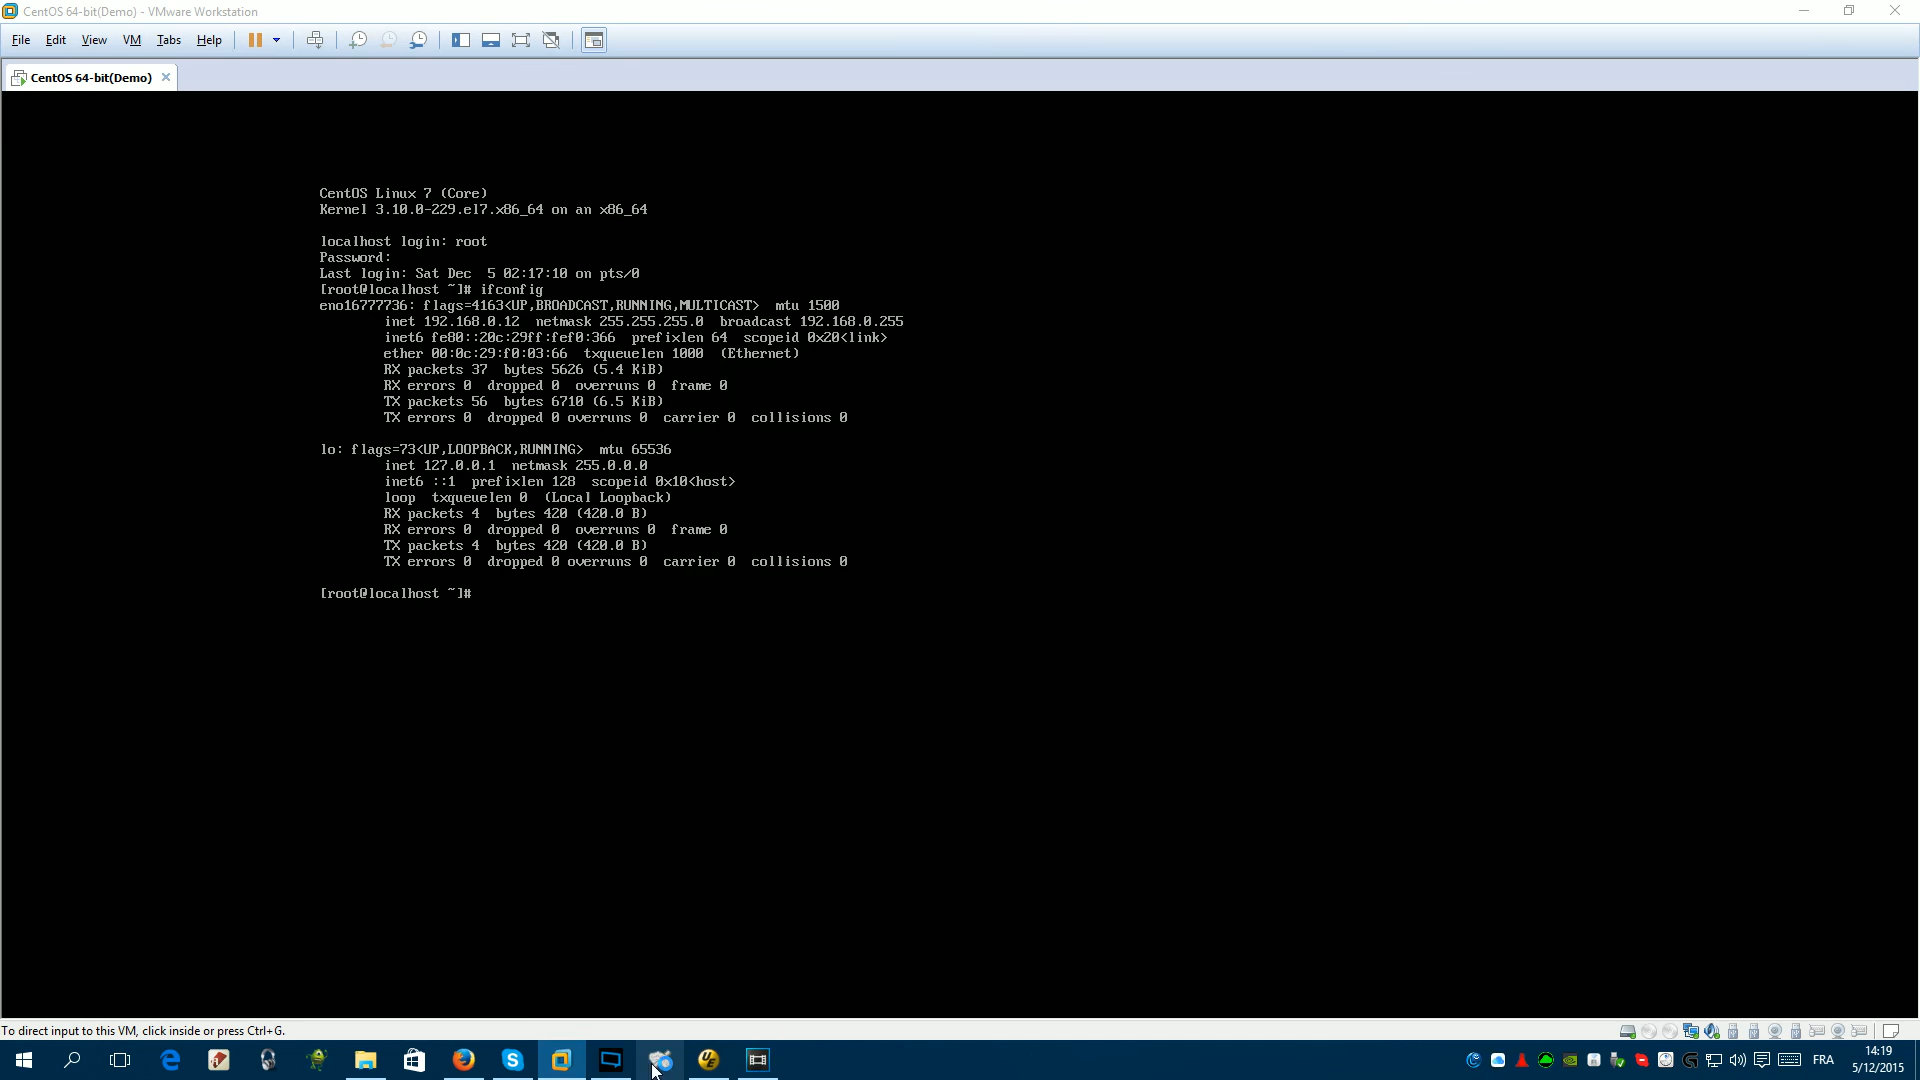 CentOS 64-bit(Demo) - VMware Workstation
File Edit View VM Tabs Help
CentOS 64-bit(Demo)
CentOS Linux 7 (Core)
Kernel 3.10.0-229.el7.x86_64 on an x86_64
localhost login: root
Password:
Last login: Sat Dec  5 02:17:10 on pts/0
[root@localhost ~]# ifconfig
eno16777736: flags=4163<UP,BROADCAST,RUNNING,MULTICAST>  mtu 1500
inet 192.168.0.12  netmask 255.255.255.0  broadcast 192.168.0.255
inet6 fe80::20c:29ff:fef0:366  prefixlen 64  scopeid 0x20<link>
ether 00:0c:29:f0:03:66  txqueuelen 1000  (Ethernet)
RX packets 37  bytes 5626 (5.4 KiB)
RX errors 0  dropped 0  overruns 0  frame 0
TX packets 56  bytes 6710 (6.5 KiB)
TX errors 0  dropped 0 overruns 0  carrier 0  collisions 0
lo: flags=73<UP,LOOPBACK,RUNNING>  mtu 65536
inet 127.0.0.1  netmask 255.0.0.0
inet6 ::1  prefixlen 128  scopeid 0x10<host>
loop  txqueuelen 0  (Local Loopback)
RX packets 4  bytes 420 (420.0 B)
RX errors 0  dropped 0  overruns 0  frame 0
TX packets 4  bytes 420 (420.0 B)
TX errors 0  dropped 0 overruns 0  carrier 0  collisions 0
[root@localhost ~]#
To direct input to this VM, click inside or press Ctrl+G.
FRA
14:19
5/12/2015